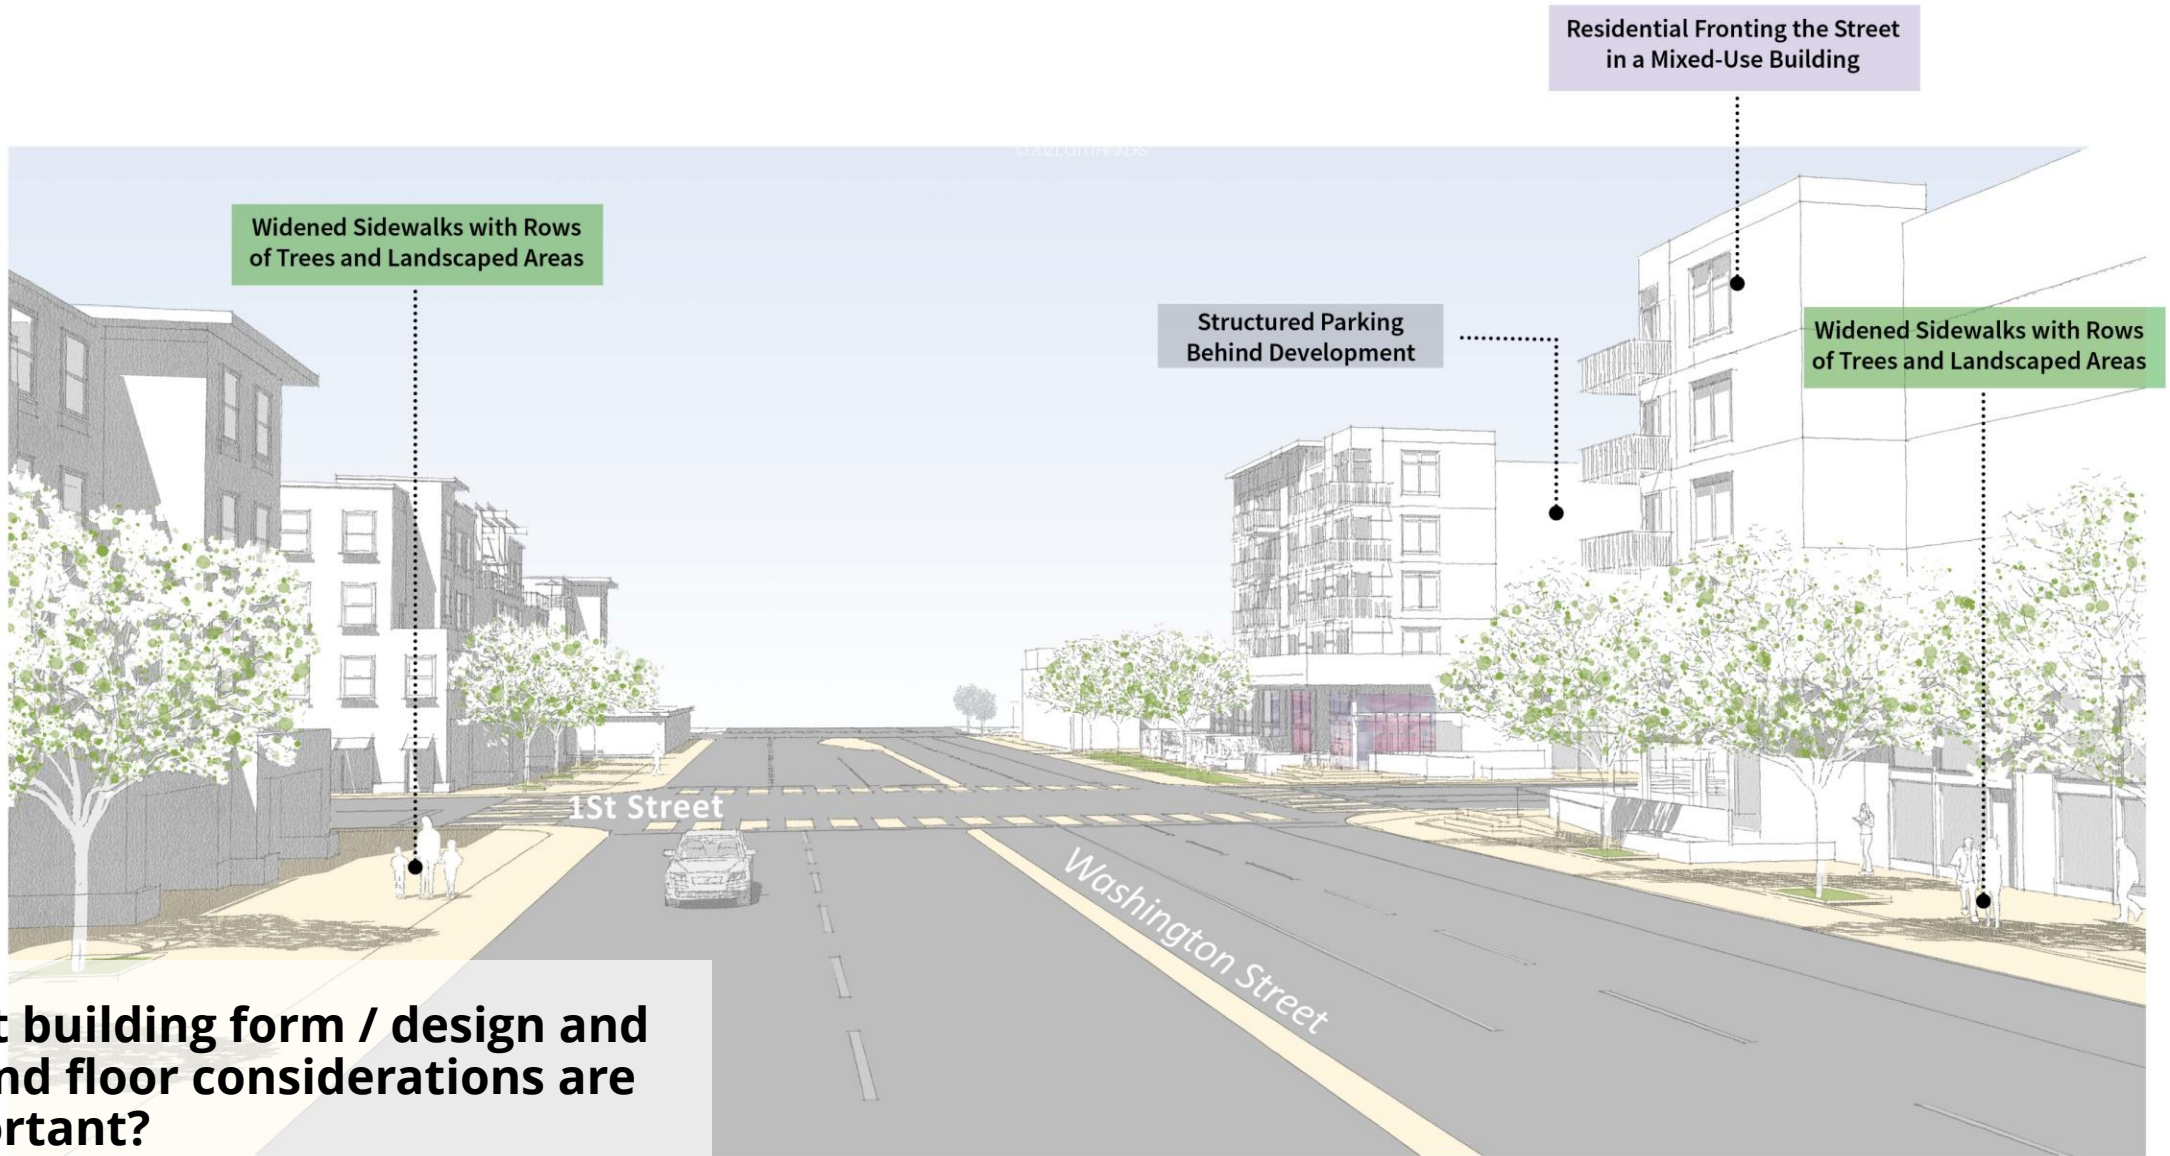 Residential Fronting the Street
in a Mixed-Use Building
© 2021, CITYTHINKERS
Widened Sidewalks with Rows
of Trees and Landscaped Areas
Structured Parking
Behind Development
Widened Sidewalks with Rows
of Trees and Landscaped Areas
1St Street
Washington Street
building form / design and
floor considerations are